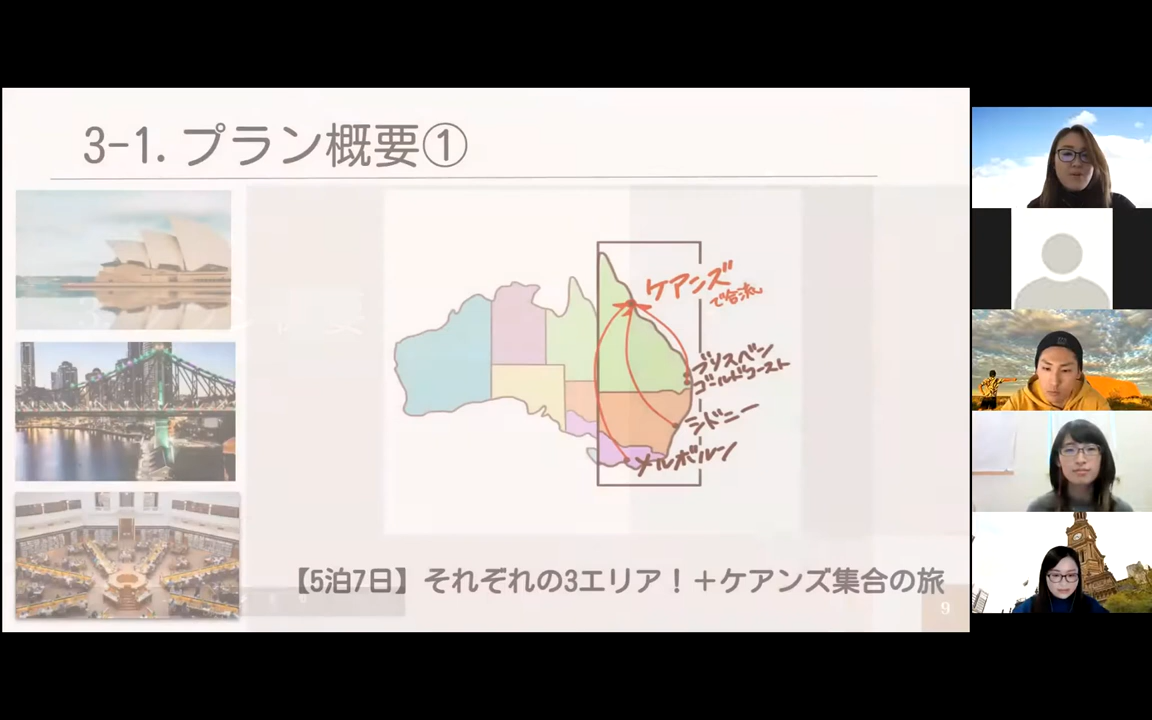 3-1. プラン概要①
ケアンズ
で合流
ブリスベン
ゴールドコースト
シドニー
メルボルン
【5泊7日】それぞれの3エリア！＋ケアンズ集合の旅
9